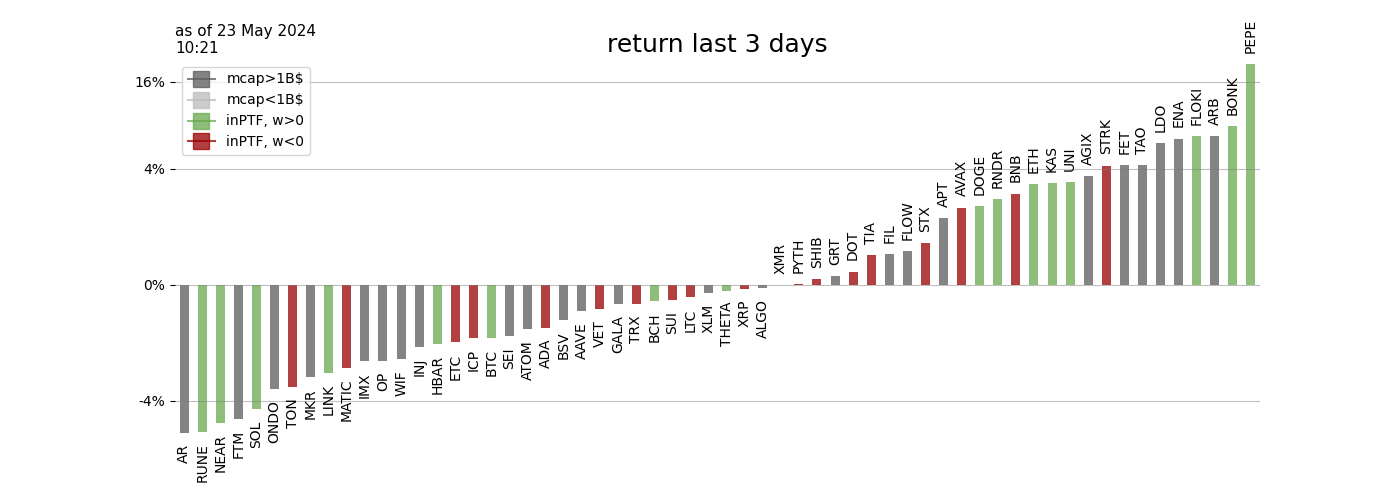 as of 23 May 2024
10:21
return last 3 days
mcap>1B$
mcap<1B$
inPTF, w>0
inPTF, w<0
16%
4%
0%
-4%
AR
RUNE
NEAR
FTM
SOL
ONDO
TON
MKR
LINK
MATIC
IMX
OP
WIF
INJ
HBAR
ETC
ICP
BTC
SEI
ATOM
ADA
BSV
AAVE
VET
GALA
TRX
BCH
SUI
LTC
XLM
THETA
XRP
ALGO
XMR
PYTH
SHIB
GRT
DOT
TIA
FIL
FLOW
STX
APT
AVAX
DOGE
RNDR
BNB
ETH
KAS
UNI
AGIX
STRK
FET
TAO
LDO
ENA
FLOKI
ARB
BONK
PEPE